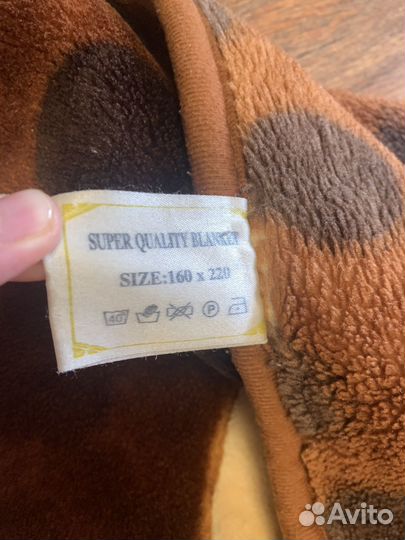 SUPER QUALITY BLANKET
SIZE:160 x 220
40 P
Avito